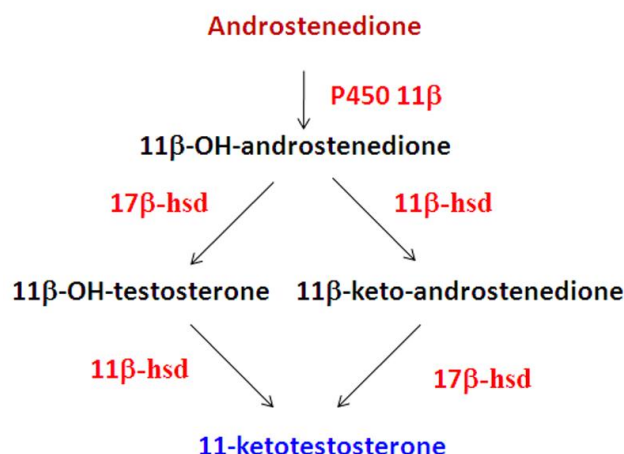 Androstenedione
P450 11β
11β-OH-androstenedione
17β-hsd
11β-hsd
11β-OH-testosterone
11β-keto-androstenedione
11β-hsd
17β-hsd
11-ketotestosterone